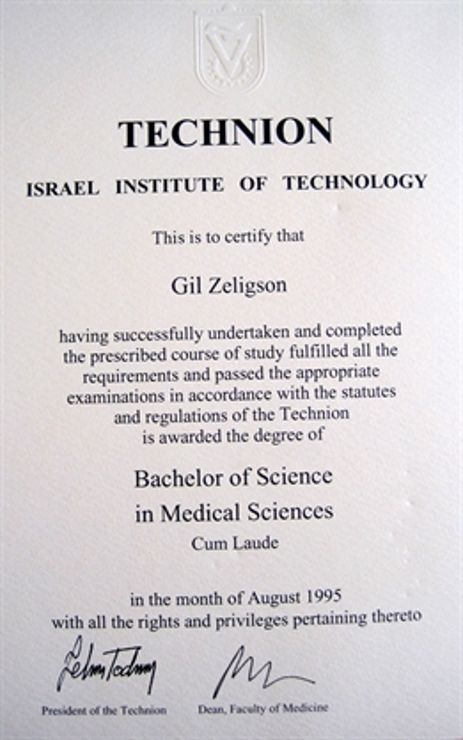 TECHNION
ISRAEL INSTITUTE OF TECHNOLOGY
This is to certify that
Gil Zeligson
having successfully undertaken and completed
the prescribed course of study fulfilled all the
requirements and passed the appropriate
examinations in accordance with the statutes
and regulations of the Technion
is awarded the degree of
Bachelor of Science
in Medical Sciences
Cum Laude
in the month of August 1995
with all the rights and privileges pertaining thereto
President of the Technion
Dean, Faculty of Medicine